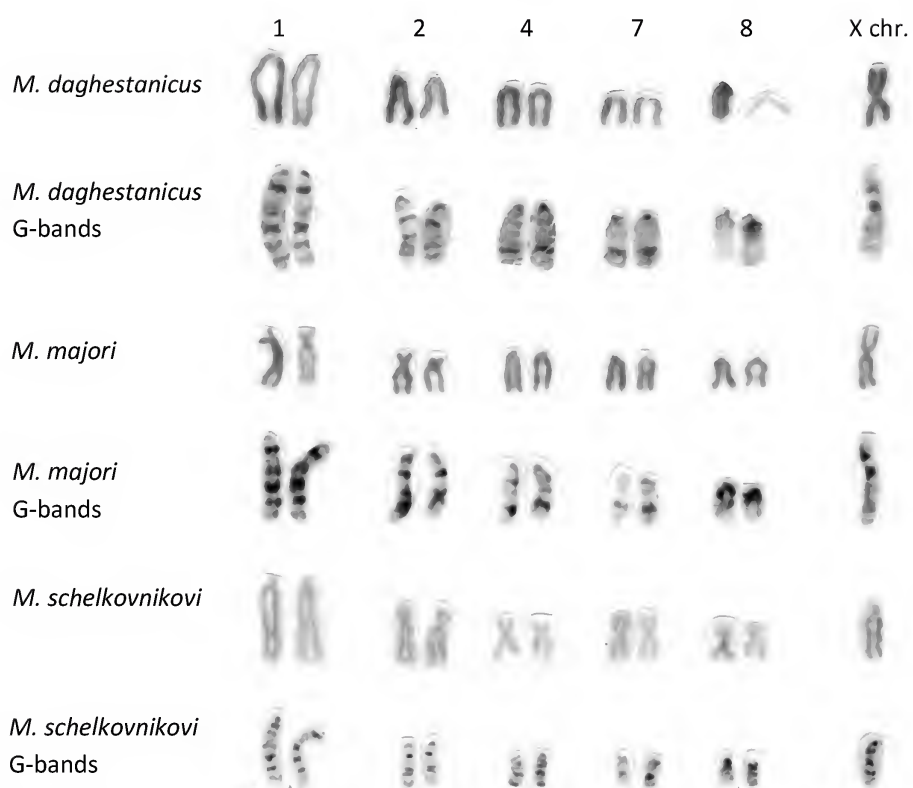 1 2 4 7 8 X chr.
M. daghestanicus
M. daghestanicus
G-bands
M. majori
M. majori
G-bands
M. schelkovnikovi
M. schelkovnikovi
G-bands